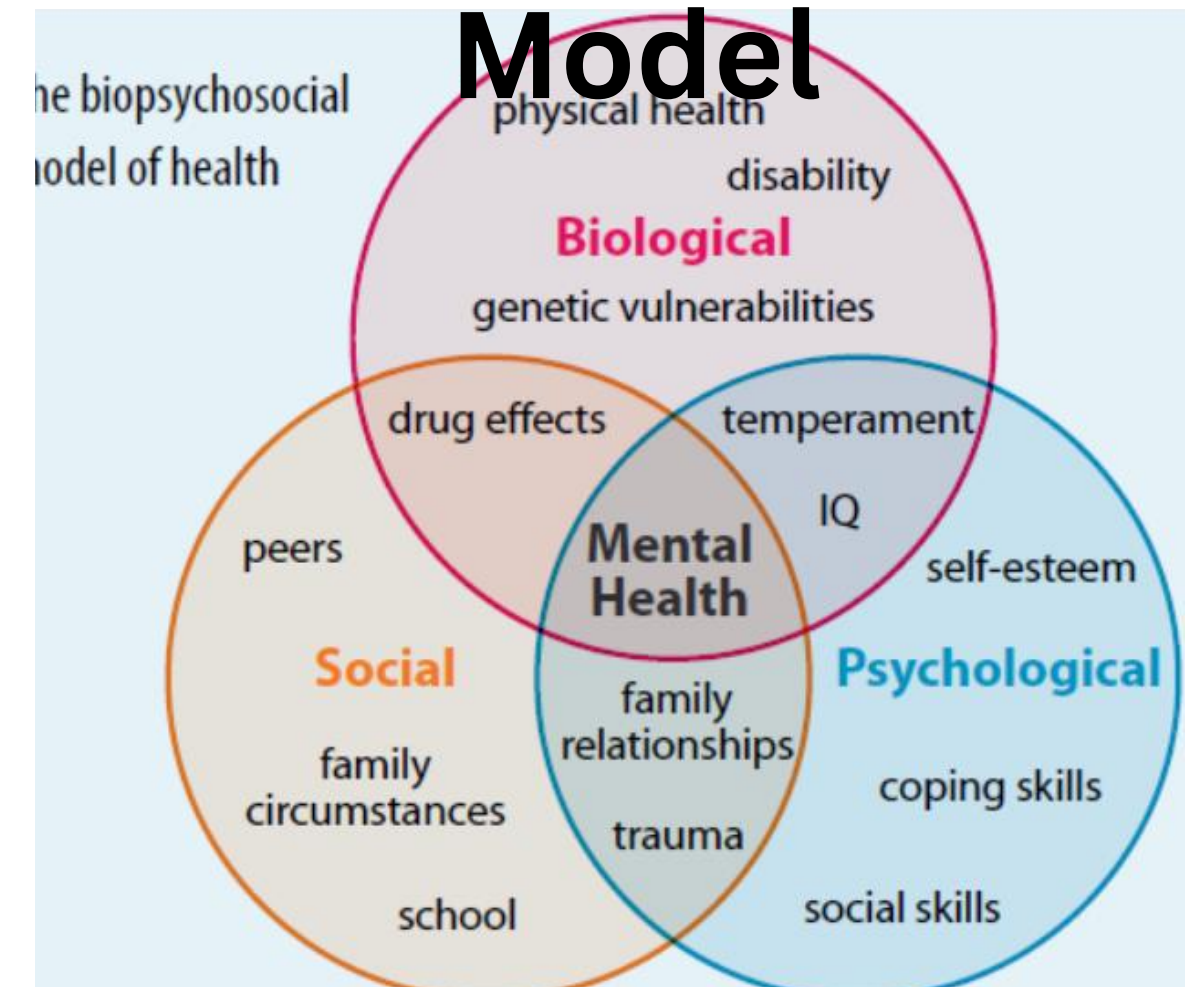 Model
he biopsychosocial
odel of health
physical health
disability
Biological
genetic vulnerabilities
drug effects
temperament
IQ
peers
Mental
Health
self-esteem
Social
Psychological
family
relationships
family
circumstances
coping skills
trauma
school
social skills